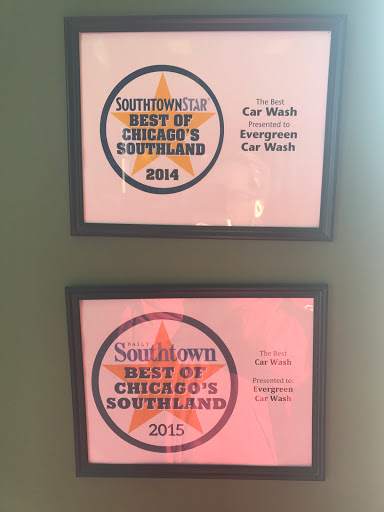 SOUTHTOWNSTAR
BEST OF
CHICAGO'S
SOUTHLAND
2014
The Best
Car Wash
Presented to
Evergreen
Car Wash
DAILY
Southtown
BEST OF
CHICAGO'S
SOUTHLAND
2015
The Best
Car Wash
Presented to:
Evergreen
Car Wash